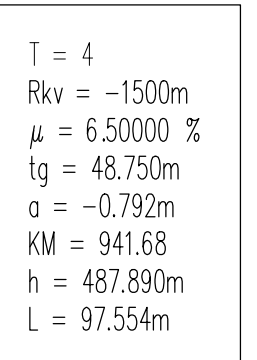 T = 4
Rkv = -1500m
μ = 6.50000 %
tg = 48.750m
a = -0.792m
KM = 941.68
h = 487.890m
L = 97.554m